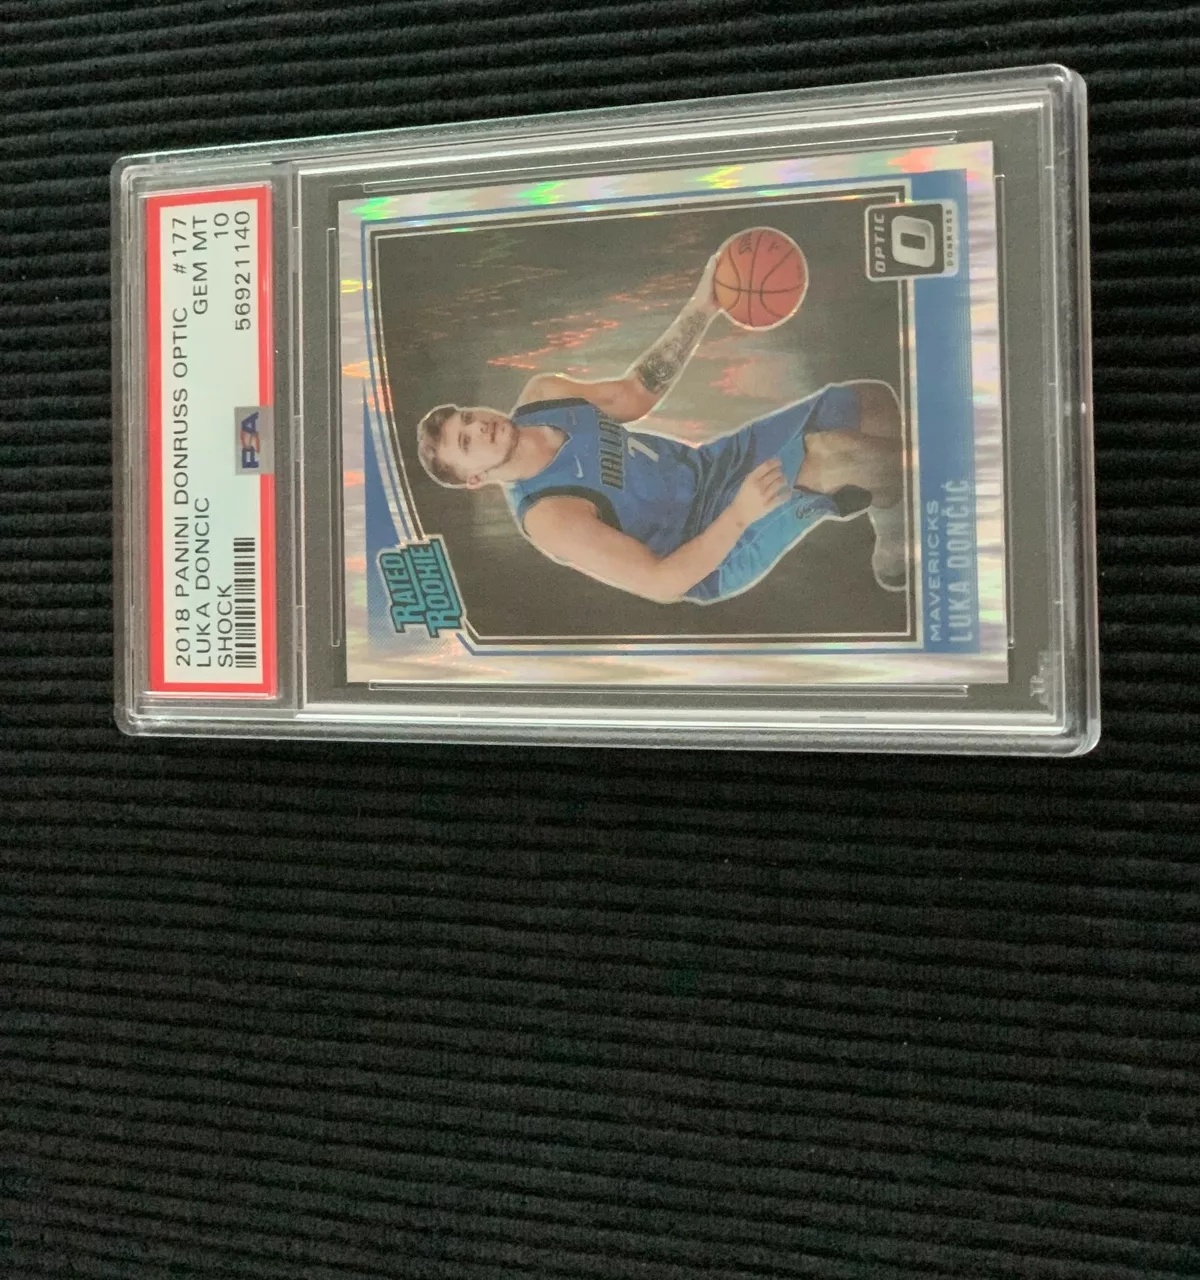 2018 PANINI DONRUSS OPTIC #177
LUKA DONCIC GEM MT
SHOCK 10
56921140
PSA
RATED
ROOKIE
DALLAS
7
OPTIC
DONRUSS
MAVERICKS
LUKA DONČIĆ